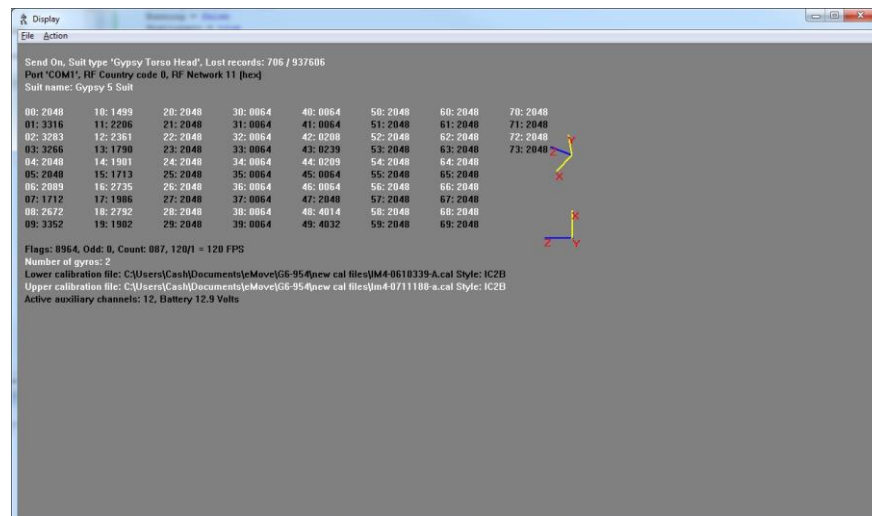 Display
File Action
Send On, Suit type 'Gypsy Torso Head', Lost records: 706 / 937606
Port 'COM1', RF Country code 0, RF Network 11 [hex]
Suit name: Gypsy 5 Suit
00: 2048 10: 1499 20: 2048 30: 0064 40: 0064 50: 2048 60: 2048 70: 2048
01: 3316 11: 2206 21: 2048 31: 0064 41: 0064 51: 2048 61: 2048 71: 2048
02: 3283 12: 2361 22: 2048 32: 0064 42: 0208 52: 2048 62: 2048 72: 2048
03: 3266 13: 1790 23: 2048 33: 0064 43: 0239 53: 2048 63: 2048 73: 2048
04: 2048 14: 1901 24: 2048 34: 0064 44: 0209 54: 2048 64: 2048
05: 2048 15: 1713 25: 2048 35: 0064 45: 0064 55: 2048 65: 2048
06: 2089 16: 2735 26: 2048 36: 0064 46: 0064 56: 2048 66: 2048
07: 1712 17: 1986 27: 2048 37: 0064 47: 2048 57: 2048 67: 2048
08: 2672 18: 2792 28: 2048 38: 0064 48: 4014 58: 2048 68: 2048
09: 3352 19: 1902 29: 2048 39: 0064 49: 4032 59: 2048 69: 2048
Y
Z
X
X
Z Y
Flags: 8964, Odd: 0, Count: 087, 120/1 = 120 FPS
Number of gyros: 2
Lower calibration file: C:\Users\Cash\Documents\eMove\G6-954\new cal files\IM4-0610339-A.cal Style: IC2B
Upper calibration file: C:\Users\Cash\Documents\eMove\G6-954\new cal files\Im4-0711188-a.cal Style: IC2B
Active auxiliary channels: 12, Battery 12.9 Volts